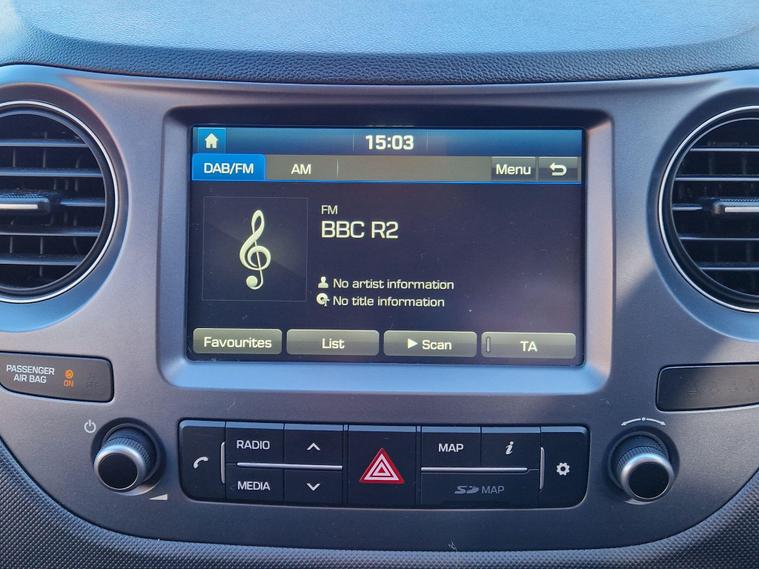 15:03
DAB/FM AM Menu
FM
BBC R2
No artist information
No title information
Favourites List Scan TA
PASSENGER
AIR BAG ON
RADIO MAP i
MEDIA SD MAP